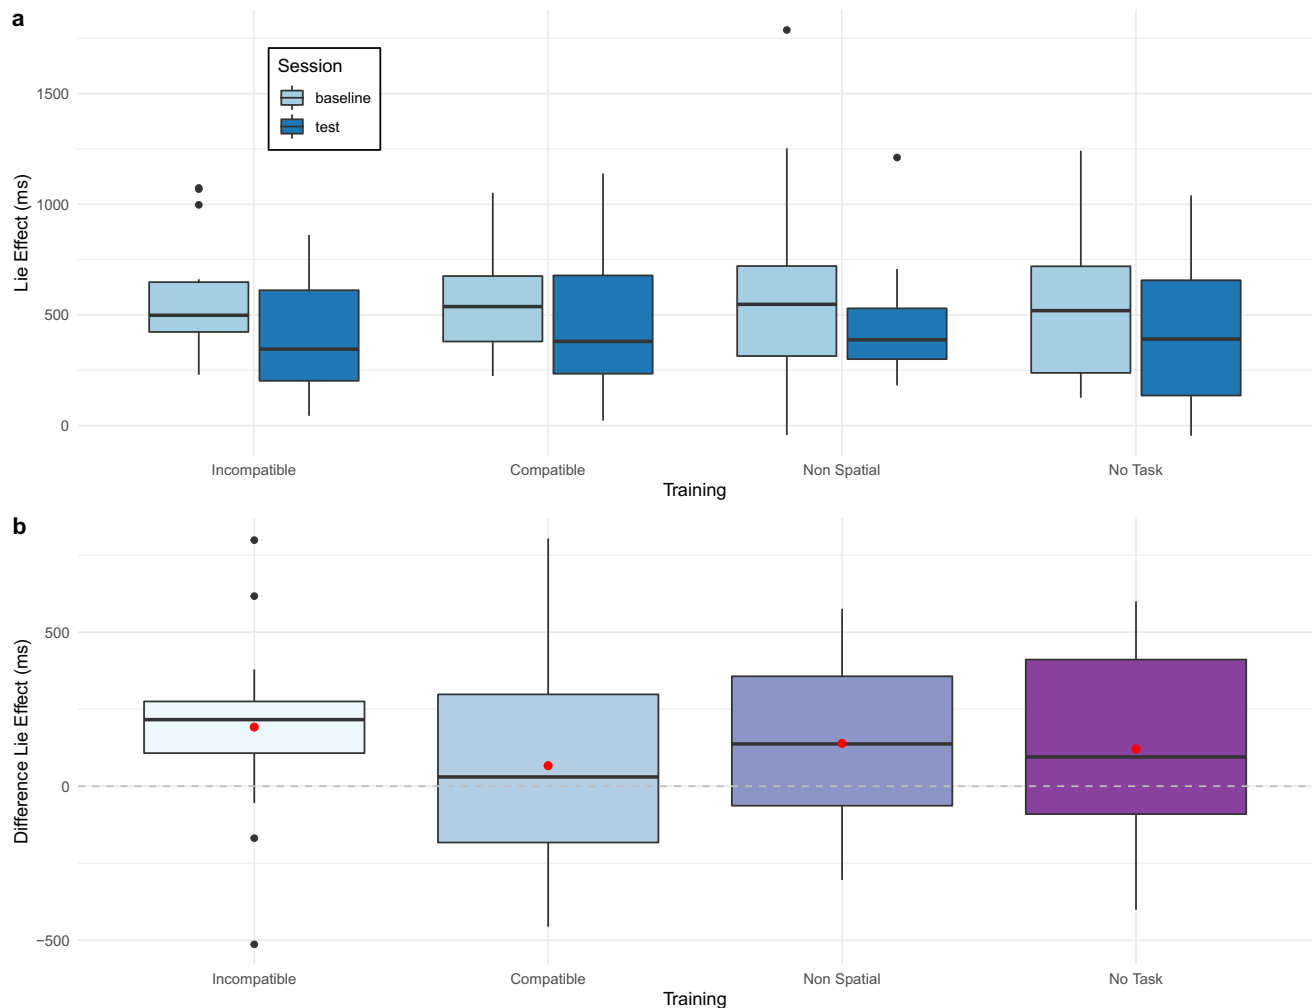 a
Session
baseline
test
Lie Effect (ms)
1500
1000
500
0
Incompatible
Compatible
Non Spatial
No Task
Training
b
Difference Lie Effect (ms)
500
0
−500
Incompatible
Compatible
Non Spatial
No Task
Training